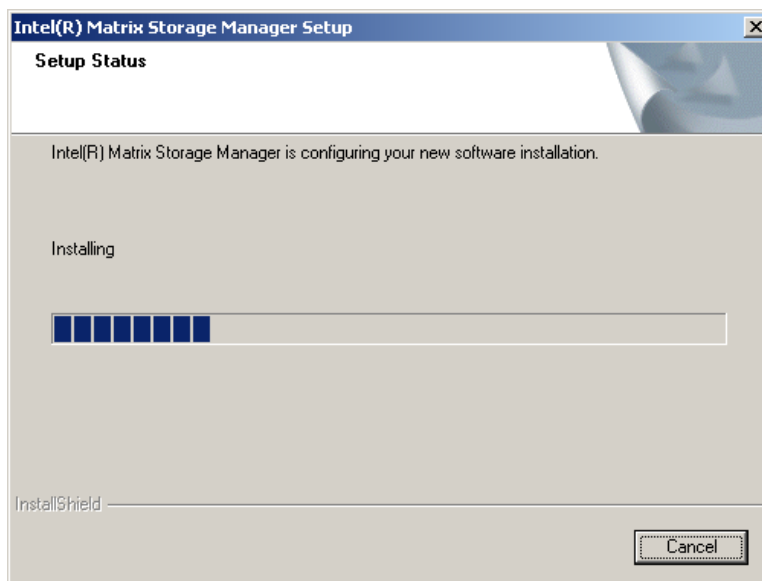 Intel(R) Matrix Storage Manager Setup
Setup Status
Intel(R) Matrix Storage Manager is configuring your new software installation.
Installing
InstallShield
Cancel